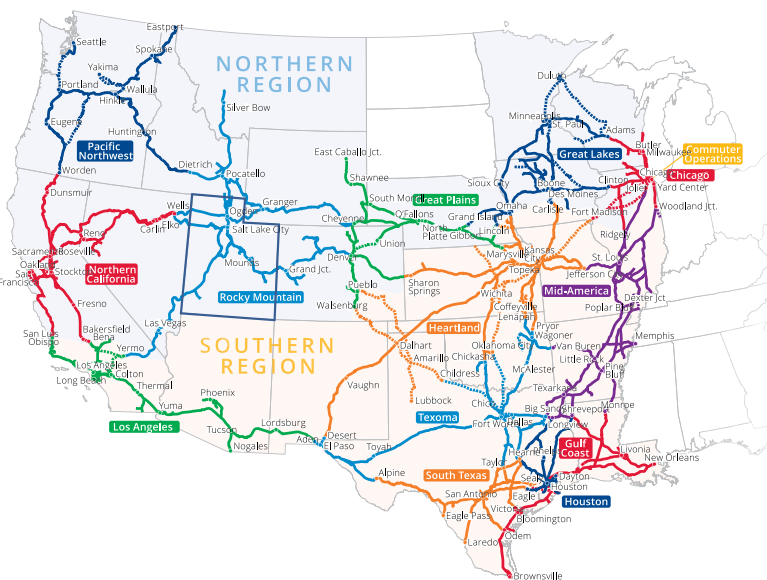 Eastport
Seattle
Spokane
NORTHERN
REGION
Yakima
Portland
Wallula
Hinkle
Silver Bow
Duluth
Eugene
Huntington
Minneapolis
St. Paul
Adams
Pacific
Northwest
Butler
Milwaukee
Commuter
Operations
East Caballo Jct.
Great Lakes
Dietrich
Pocatello
Shawnee
Sioux City
Boone
Clinton
Chicago
Chicago
Joliet
Yard Center
Worden
Dunsmuir
Great Plains
Des Moines
Wells
Granger
South Morrill
O'Fallons
Omaha
Carlisle
Fort Madison
Woodland Jct.
Ogden
Cheyenne
Grand Island
Reno
Carlin
Elko
Salt Lake City
North
Platte
Gibbon
Lincoln
Ridgely
Sacramento
Roseville
Denver
Union
Marysville
Kansas
City
St. Louis
Oakland
Stockton
San
Francisco
Northern
California
Mounds
Grand Jct.
Topeka
Jefferson City
Pueblo
Sharon
Springs
Wichita
Mid-America
Dexter Jct
Rocky Mountain
Walsenburg
Coffeyville
Lenapah
Poplar Bluff
Fresno
San Luis
Obispo
Bakersfield
Bena
Las Vegas
SOUTHERN
REGION
Heartland
Pryor
Wagoner
Memphis
Yermo
Dalhart
Oklahoma City
Van Buren
Los Angeles
Colton
Amarillo
Chickasha
Little Rock
Long Beach
Thermal
Vaughn
Childress
McAlester
Pine
Bluff
Phoenix
Texarkana
Yuma
Lubbock
Big Sandy
Shreveport
Monroe
Los Angeles
Tucson
Lordsburg
Texoma
Fort Worth
Dallas
Longview
Nogales
Aden
Desert
El Paso
Toyah
Hearne
Gulf
Coast
Livonia
New Orleans
Taylor
Alpine
South Texas
Sealy
Dayton
Houston
San Antonio
Eagle
Houston
Eagle Pass
Bloomington
Odem
Laredo
Brownsville